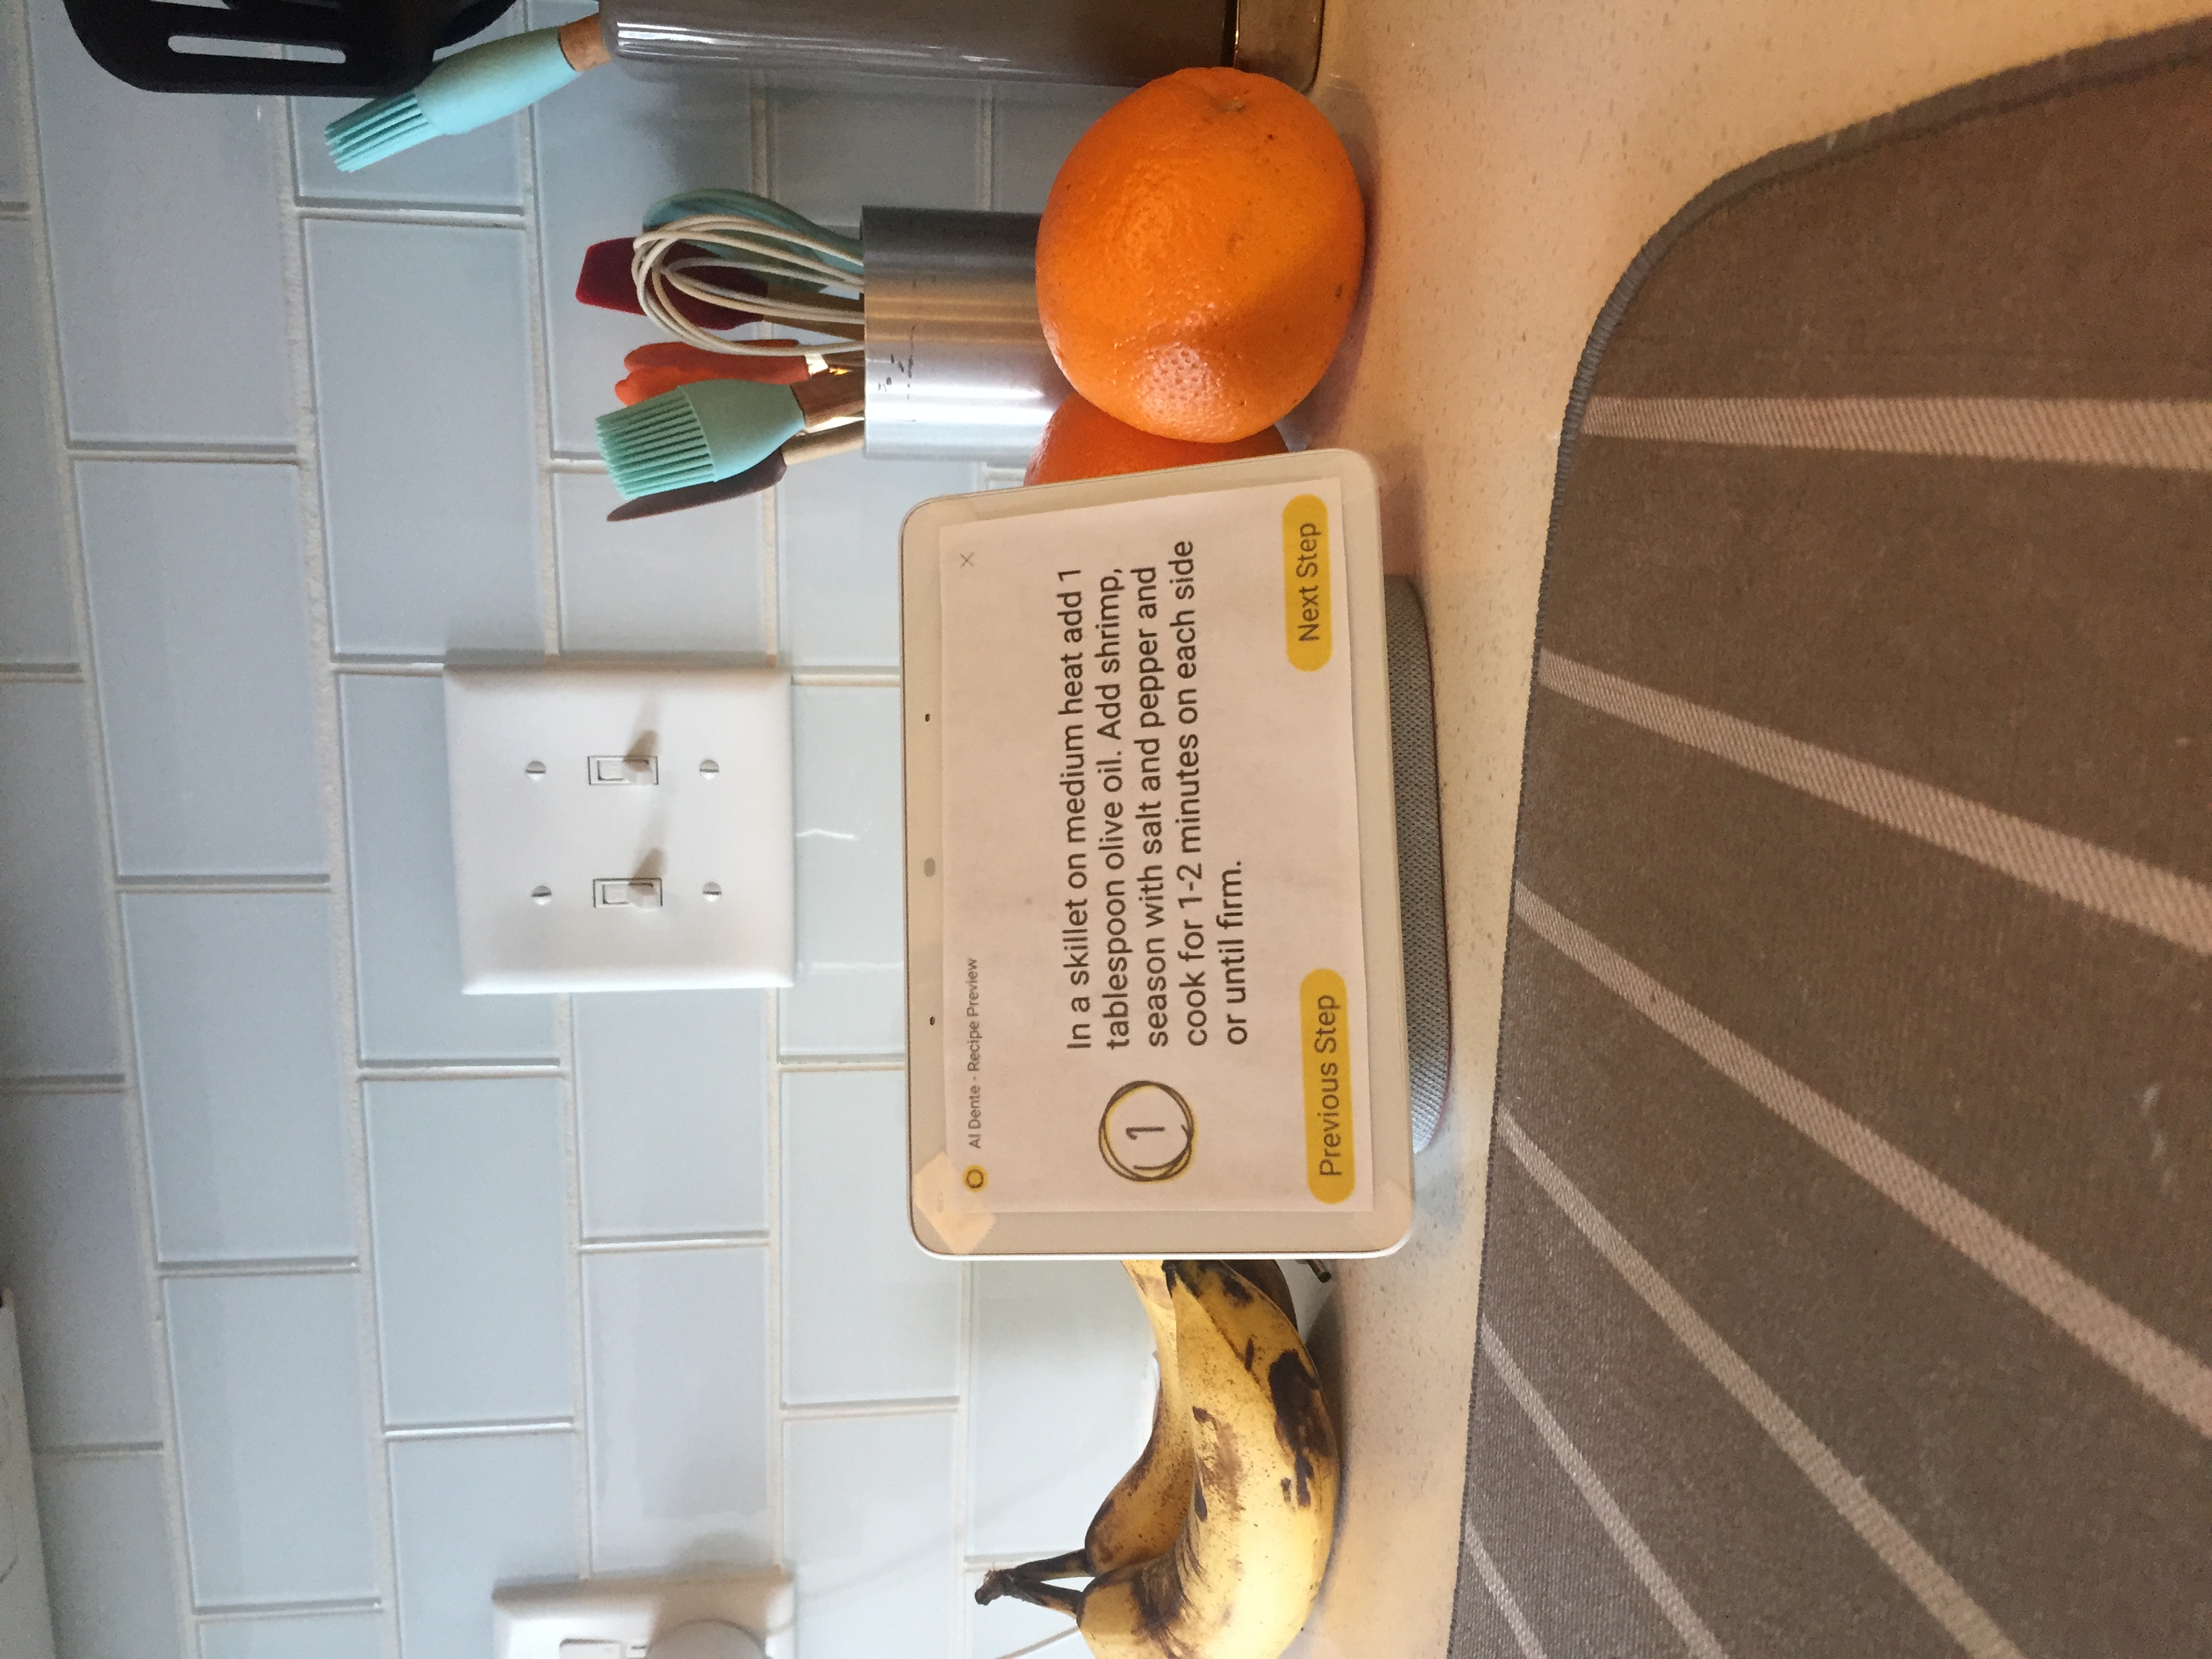 Al Dente - Recipe Preview
1
In a skillet on medium heat add 1
tablespoon olive oil. Add shrimp,
season with salt and pepper and
cook for 1-2 minutes on each side
or until firm.
Previous Step
Next Step